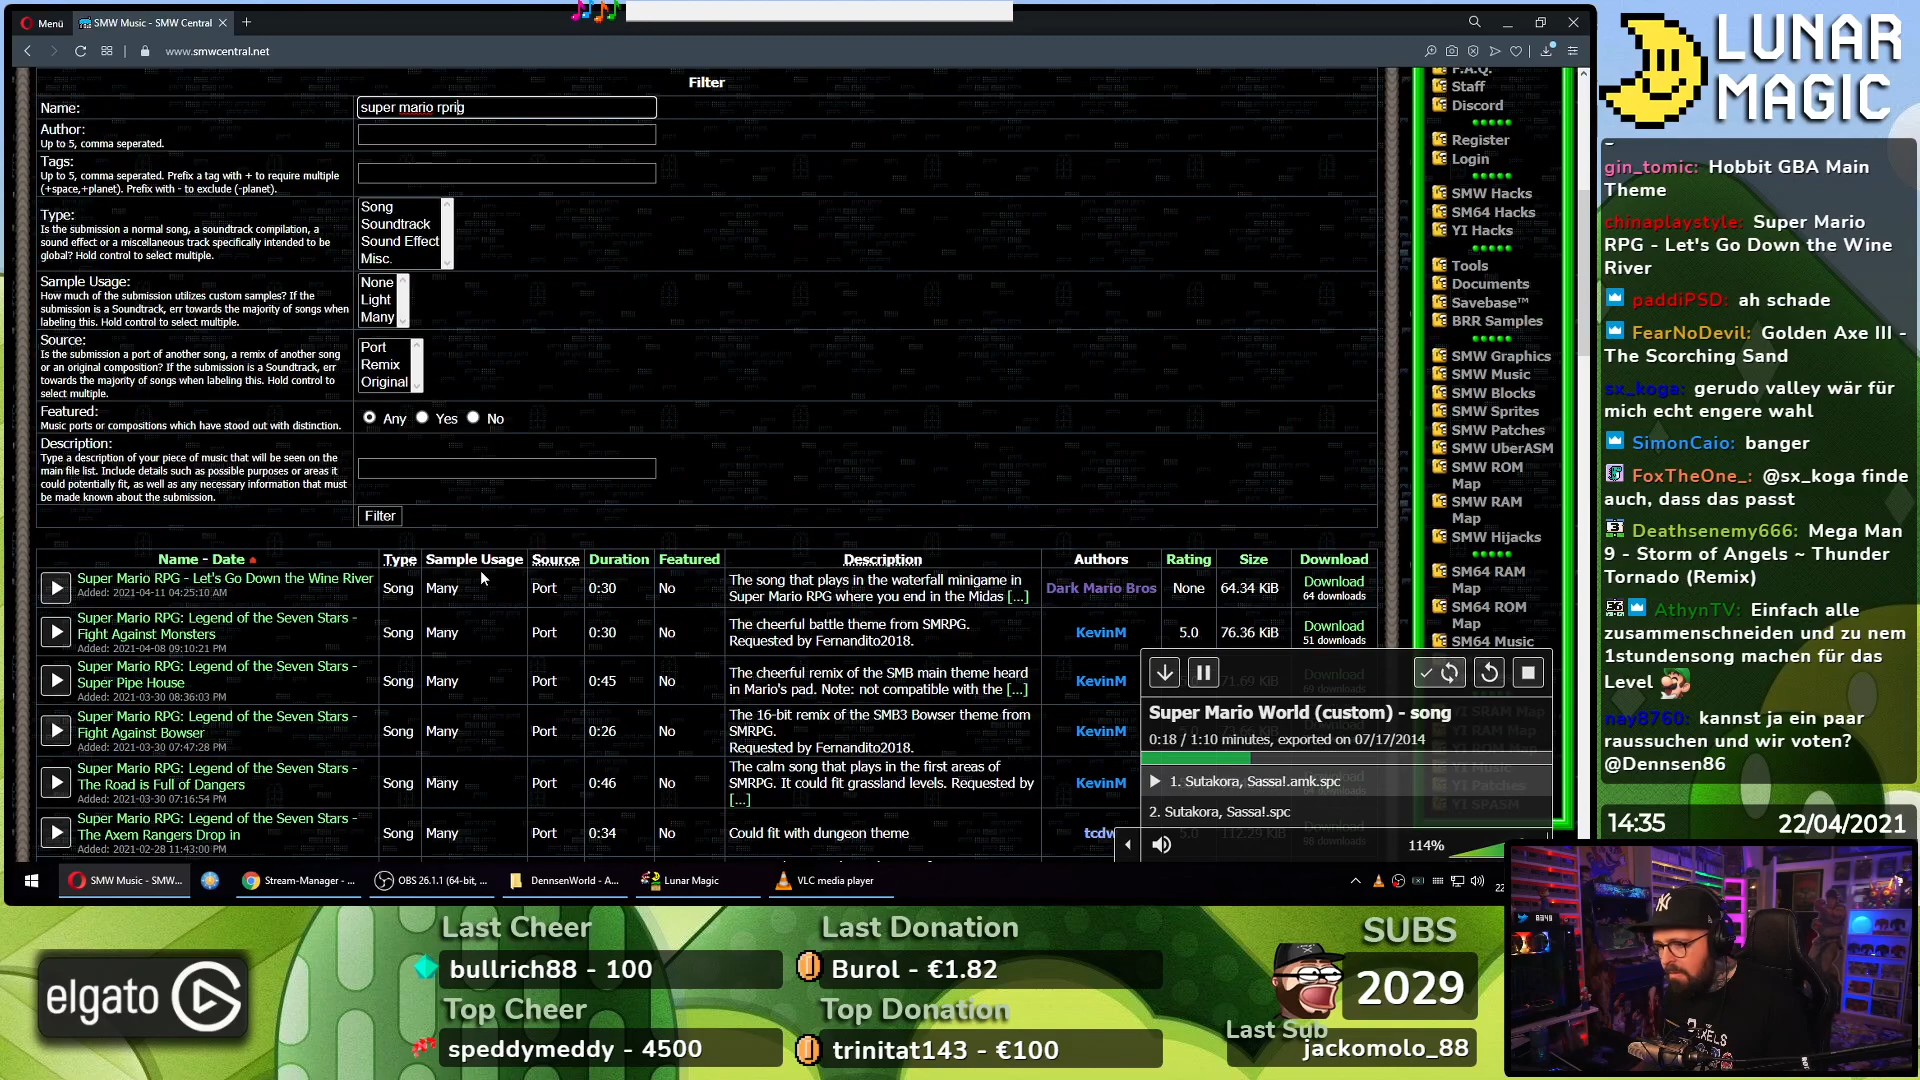 Menü
SMW Music - SMW Central
www.smwcentral.net
Filter
Name:
super mario rprig
Author:
Up to 5, comma seperated.
Tags:
Up to 5, comma seperated. Prefix a tag with + to require multiple
(+space,+planet). Prefix with - to exclude (-planet).
Type:
Is the submission a normal song, a soundtrack compilation, a
sound effect or a miscellaneous track specifically intended to be
global? Hold control to select multiple.
Song
Soundtrack
Sound Effect
Misc.
Sample Usage:
How much of the submission utilizes custom samples? If the
submission is a Soundtrack, err towards the majority of songs when
labeling this. Hold control to select multiple.
None
Light
Many
Source:
Is the submission a port of another song, a remix of another song
or an original composition? If the submission is a Soundtrack, err
towards the majority of songs when labeling this. Hold control to
select multiple.
Port
Remix
Original
Featured:
Music ports or compositions which have stood out with distinction.
Any Yes No
Description:
Type a description of your piece of music that will be seen on the
main file list. Include details such as possible purposes or areas it
could potentially fit, as well as any necessary information that must
be made known about the submission.
Filter
Name - Date Type Sample Usage Source Duration Featured Description Authors Rating Size Download
Super Mario RPG - Let's Go Down the Wine River
Added: 2021-04-11 04:25:10 AM
Song Many Port 0:30 No
The song that plays in the waterfall minigame in
Super Mario RPG where you end in the Midas [...]
Dark Mario Bros None 64.34 KiB
Download
64 downloads
Super Mario RPG: Legend of the Seven Stars -
Fight Against Monsters
Added: 2021-04-08 09:10:21 PM
Song Many Port 0:30 No
The cheerful battle theme from SMRPG.
Requested by Fernandito2018.
KevinM 5.0 76.36 KiB
Download
51 downloads
Super Mario RPG: Legend of the Seven Stars -
Super Pipe House
Added: 2021-03-30 08:36:03 PM
Song Many Port 0:45 No
The cheerful remix of the SMB main theme heard
in Mario's pad. Note: not compatible with the [...]
KevinM
Super Mario RPG: Legend of the Seven Stars -
Fight Against Bowser
Added: 2021-03-30 07:47:28 PM
Song Many Port 0:26 No
The 16-bit remix of the SMB3 Bowser theme from
SMRPG.
Requested by Fernandito2018.
KevinM
Super Mario RPG: Legend of the Seven Stars -
The Road is Full of Dangers
Added: 2021-03-30 07:16:54 PM
Song Many Port 0:46 No
The calm song that plays in the first areas of
SMRPG. It could fit grassland levels. Requested by
[...]
KevinM
Super Mario RPG: Legend of the Seven Stars -
The Axem Rangers Drop in
Added: 2021-02-28 11:43:00 PM
Song Many Port 0:34 No
Could fit with dungeon theme
tcdw
Super Mario World (custom) - song
0:18 / 1:10 minutes, exported on 07/17/2014
1. Sutakora, Sassa!.amk.spc
2. Sutakora, Sassa!.spc
114%
F.A.Q.
Staff
Discord
Register
Login
SMW Hacks
SM64 Hacks
YI Hacks
Tools
Documents
Savebase™
BRR Samples
SMW Graphics
SMW Music
SMW Blocks
SMW Sprites
SMW Patches
SMW UberASM
SMW ROM
Map
SMW RAM
Map
SMW Hijacks
SM64 RAM
Map
SM64 ROM
Map
SM64 Music
SMW Music - SMW...
Stream-Manager - ...
OBS 26.1.1 (64-bit, ...
DennsenWorld - A...
Lunar Magic
VLC media player
LUNAR
MAGIC
gin_tomic: Hobbit GBA Main
Theme
chinaplaystyle: Super Mario
RPG - Let's Go Down the Wine
River
paddiPSD: ah schade
FearNoDevil: Golden Axe III -
The Scorching Sand
sx_koga: gerudo valley wär für
mich echt engere wahl
SimonCaio: banger
FoxTheOne_: @sx_koga finde
auch, dass das passt
Deathsenemy666: Mega Man
9 - Storm of Angels ~ Thunder
Tornado (Remix)
AthynTV: Einfach alle
zusammenschneiden und zu nem
1stundensong machen für das
Level
nay8760: kannst ja ein paar
raussuchen und wir voten?
@Dennsen86
14:35 22/04/2021
elgato
Last Cheer
bullrich88 - 100
Top Cheer
speddymeddy - 4500
Last Donation
Burol - €1.82
Top Donation
trinitat143 - €100
SUBS
2029
Last Sub
jackomolo_88